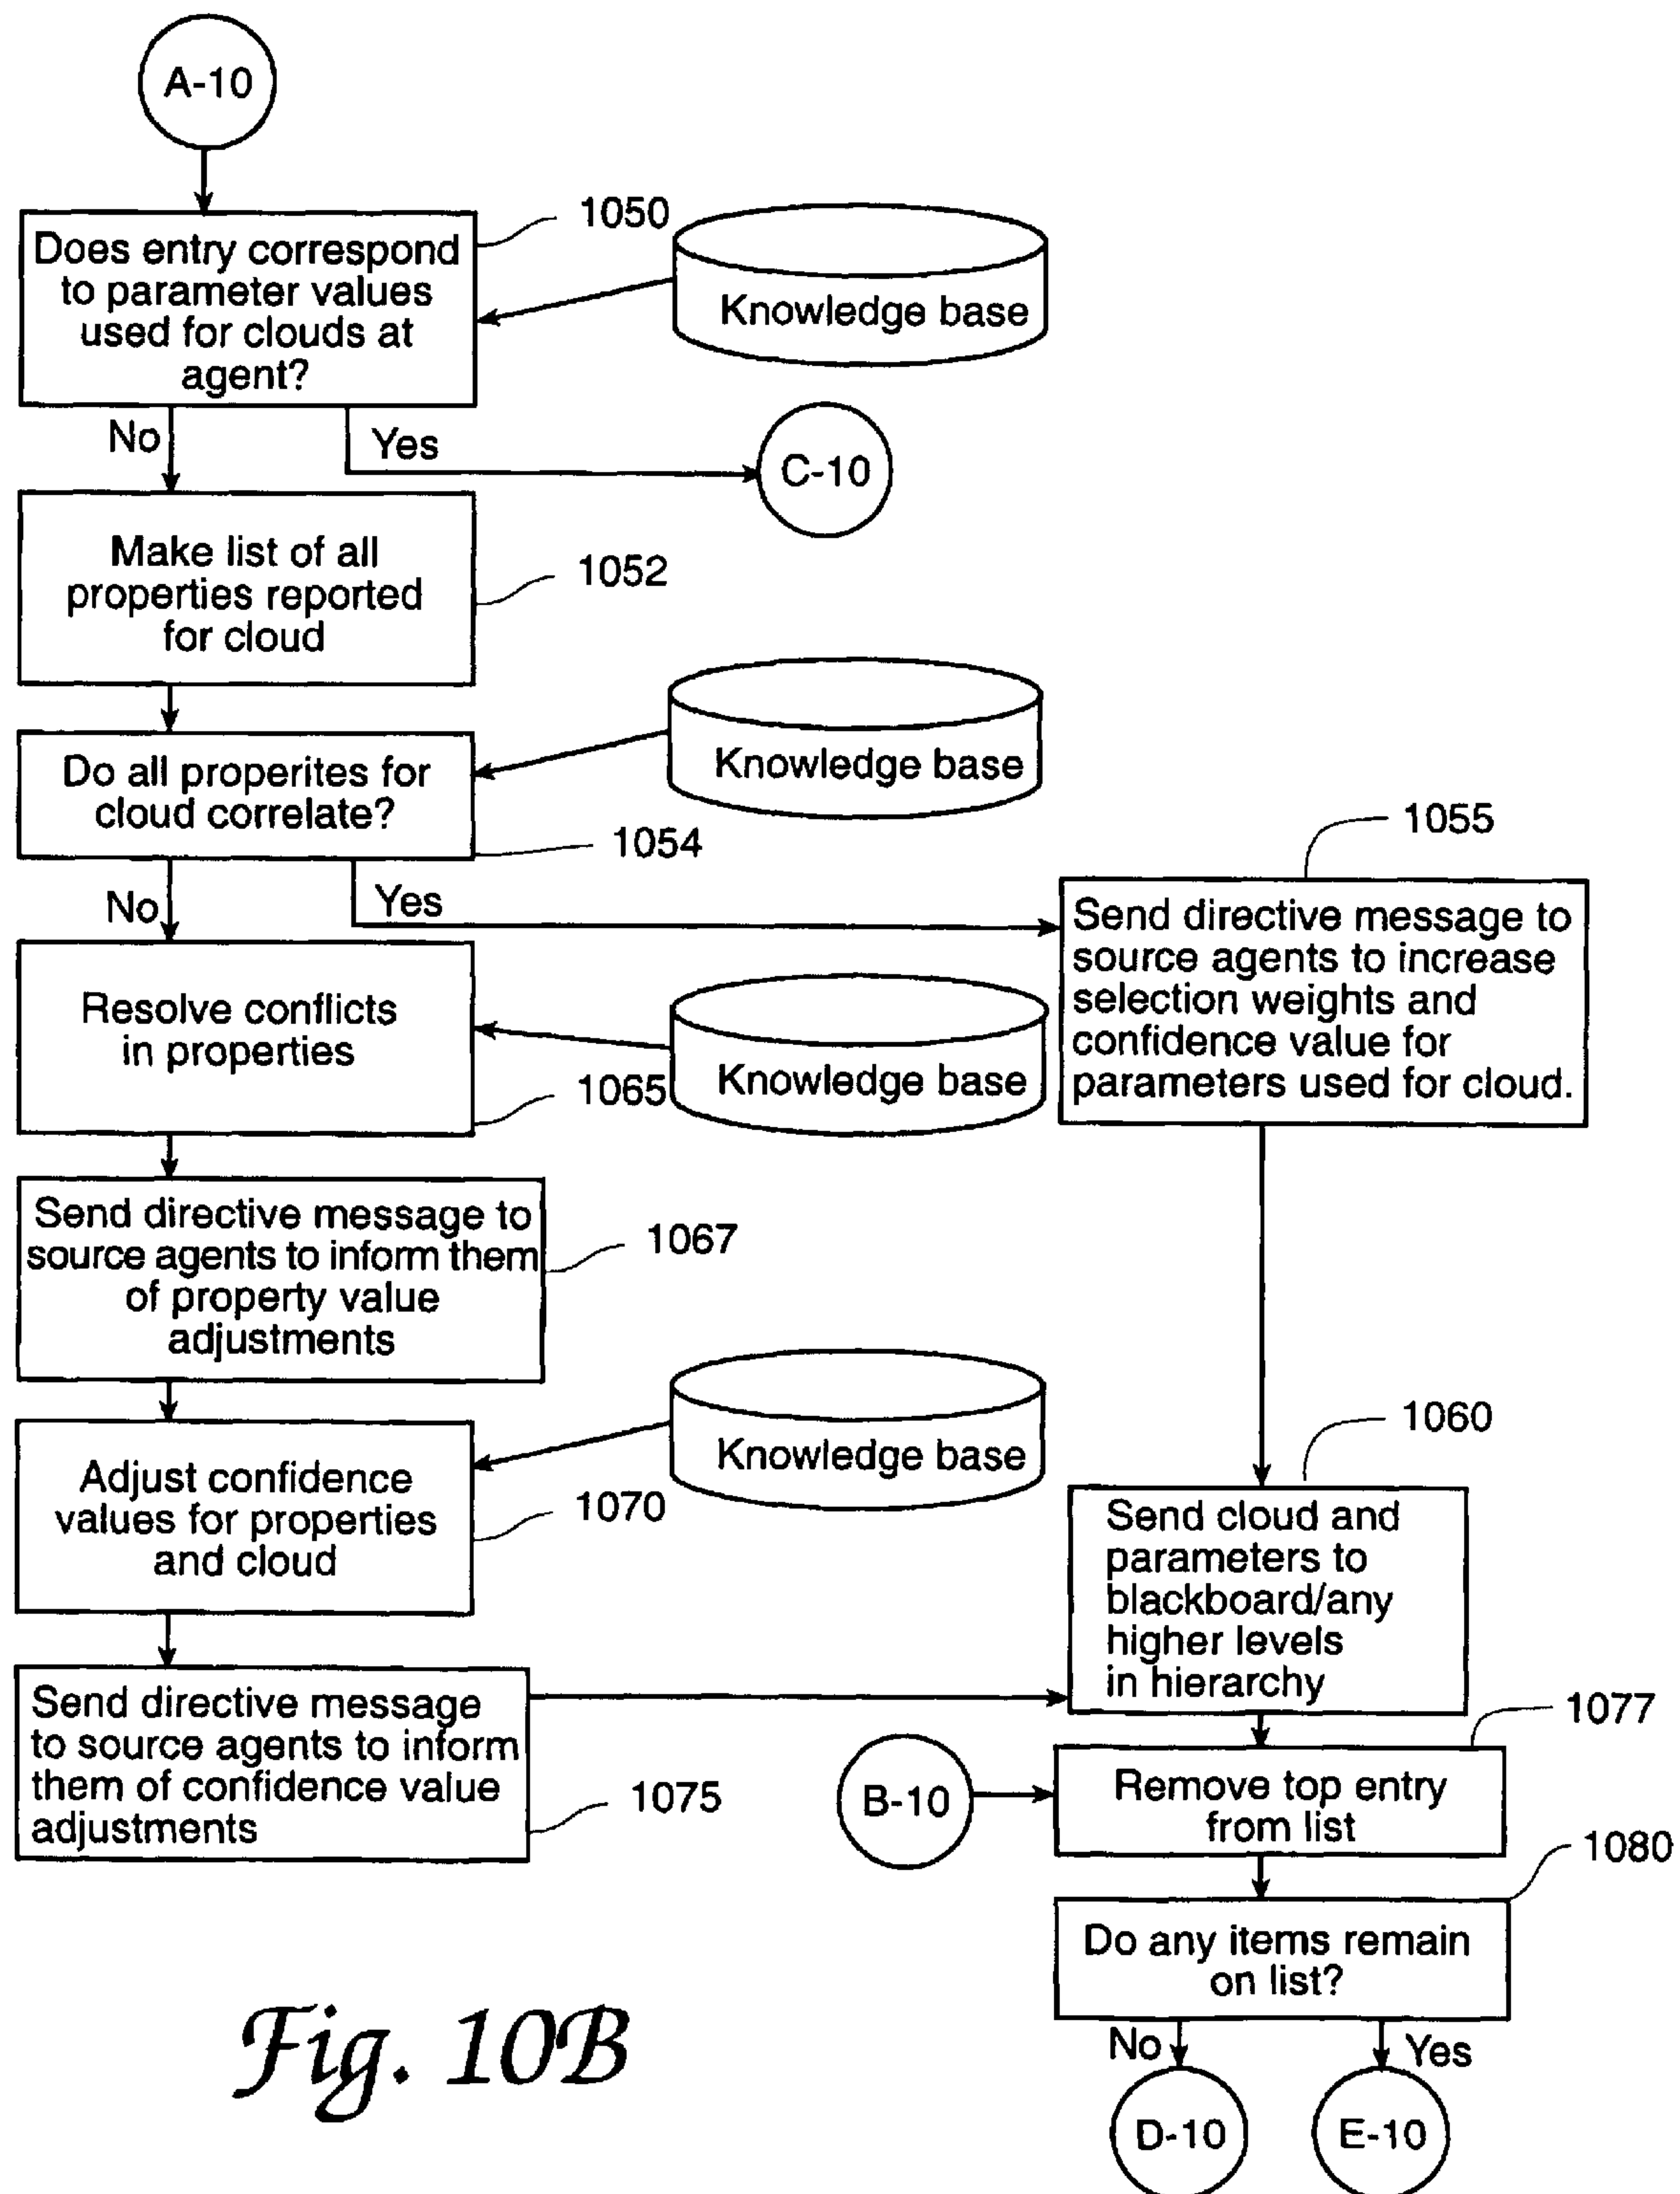 A-10
1050
Does entry correspond
to parameter values
used for clouds at
agent?
Knowledge base
No
Yes
C-10
Make list of all
properties reported
for cloud
1052
Do all properites for
cloud correlate?
Knowledge base
1054
1055
No
Yes
Send directive message to
source agents to increase
selection weights and
confidence value for
parameters used for cloud.
Resolve conflicts
in properties
Knowledge base
1065
Send directive message to
source agents to inform them
of property value
adjustments
1067
Adjust confidence
values for properties
and cloud
Knowledge base
1070
1060
Send cloud and
parameters to
blackboard/any
higher levels
in hierarchy
Send directive message
to source agents to inform
them of confidence value
adjustments
1075
1077
B-10
Remove top entry
from list
1080
Do any items remain
on list?
No
Yes
D-10
E-10
Fig. 10B